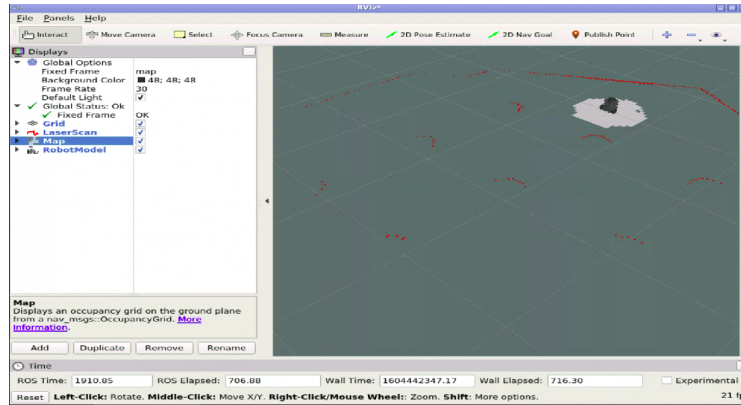 RViz*
File Panels Help
Interact Move Camera Select Focus Camera Measure 2D Pose Estimate 2D Nav Goal Publish Point
Displays
Global Options
Fixed Frame map
Background Color 48; 48; 48
Frame Rate 30
Default Light
Global Status: Ok
Fixed Frame OK
Grid
LaserScan
Map
RobotModel
Map
Displays an occupancy grid on the ground plane
from a nav_msgs::OccupancyGrid. More
Information.
Add Duplicate Remove Rename
Time
ROS Time: 1910.85 ROS Elapsed: 706.88 Wall Time: 1604442347.17 Wall Elapsed: 716.30 Experimental
Reset Left-Click: Rotate. Middle-Click: Move X/Y. Right-Click/Mouse Wheel:: Zoom. Shift: More options. 21 fp